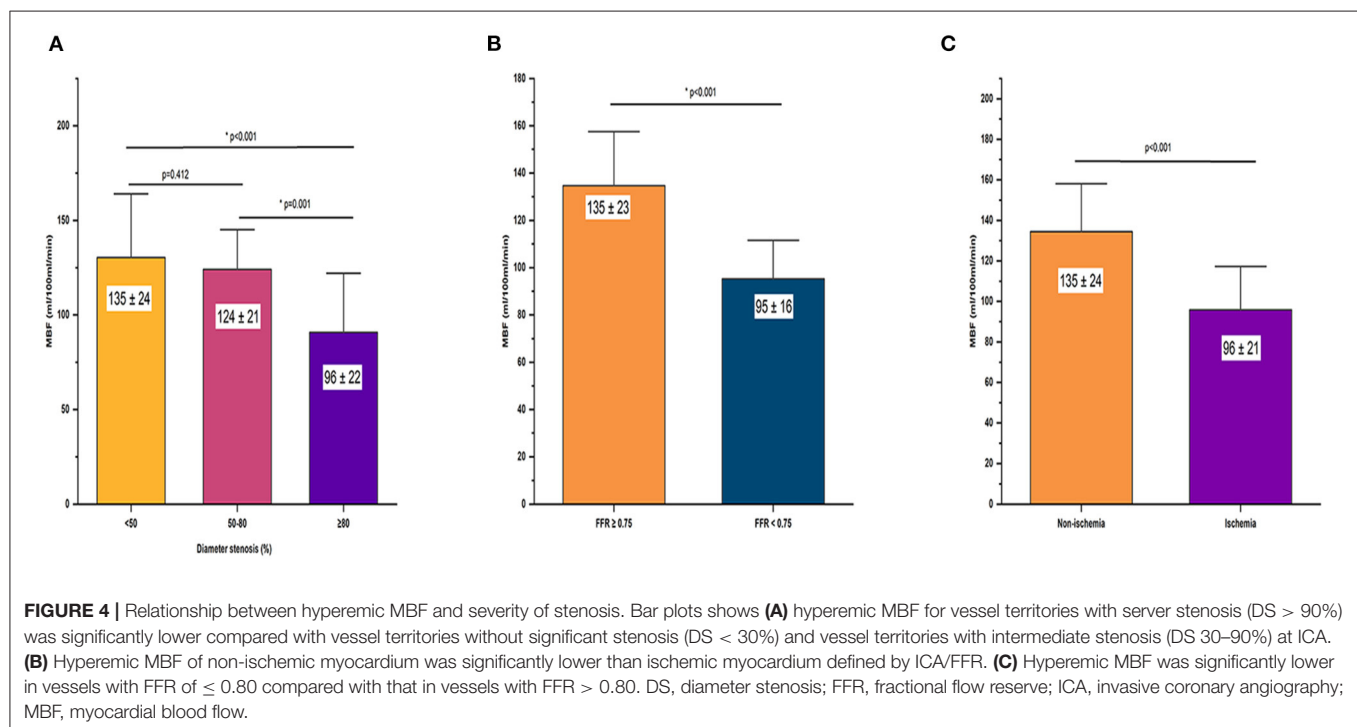 A
B
C
MBF (ml/100ml/min)
200
150
100
50
0
* p<0.001
p=0.412
* p=0.001
135 ± 24
124 ± 21
96 ± 22
<50
50-80
≥80
Diameter stenosis (%)
MBF (ml/100ml/min)
180
160
140
120
100
80
60
40
20
0
* p<0.001
135 ± 23
95 ± 16
FFR ≥ 0.75
FFR < 0.75
MBF (ml/100ml/min)
200
180
160
140
120
100
80
60
40
20
0
p<0.001
135 ± 24
96 ± 21
Non-ischemia
Ischemia
FIGURE 4 | Relationship between hyperemic MBF and severity of stenosis. Bar plots shows (A) hyperemic MBF for vessel territories with server stenosis (DS > 90%)
was significantly lower compared with vessel territories without significant stenosis (DS < 30%) and vessel territories with intermediate stenosis (DS 30–90%) at ICA.
(B) Hyperemic MBF of non-ischemic myocardium was significantly lower than ischemic myocardium defined by ICA/FFR. (C) Hyperemic MBF was significantly lower
in vessels with FFR of ≤ 0.80 compared with that in vessels with FFR > 0.80. DS, diameter stenosis; FFR, fractional flow reserve; ICA, invasive coronary angiography;
MBF, myocardial blood flow.